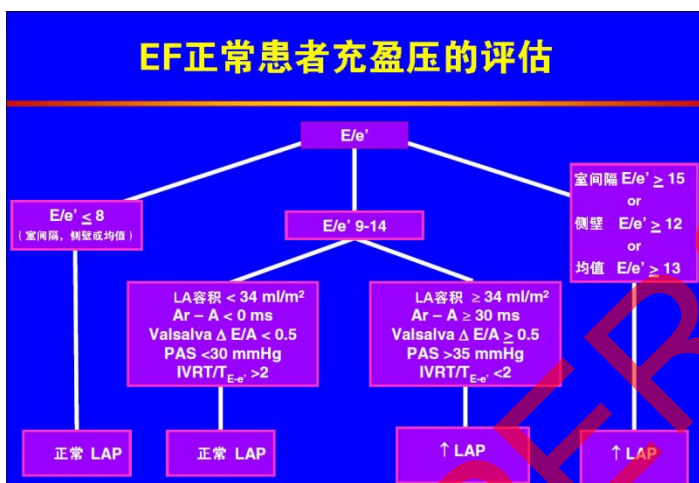 EF正常患者充盈压的评估
E/e'
E/e' ≤ 8
(室间隔, 侧壁或均值)
E/e' 9-14
室间隔 E/e' ≥ 15
or
侧壁 E/e' ≥ 12
or
均值 E/e' ≥ 13
LA容积 < 34 ml/m²
Ar – A < 0 ms
Valsalva Δ E/A < 0.5
PAS <30 mmHg
IVRT/T_E-e' >2
LA容积 ≥ 34 ml/m²
Ar – A ≥ 30 ms
Valsalva Δ E/A ≥ 0.5
PAS >35 mmHg
IVRT/T_E-e' <2
正常 LAP
正常 LAP
↑ LAP
↑ LAP